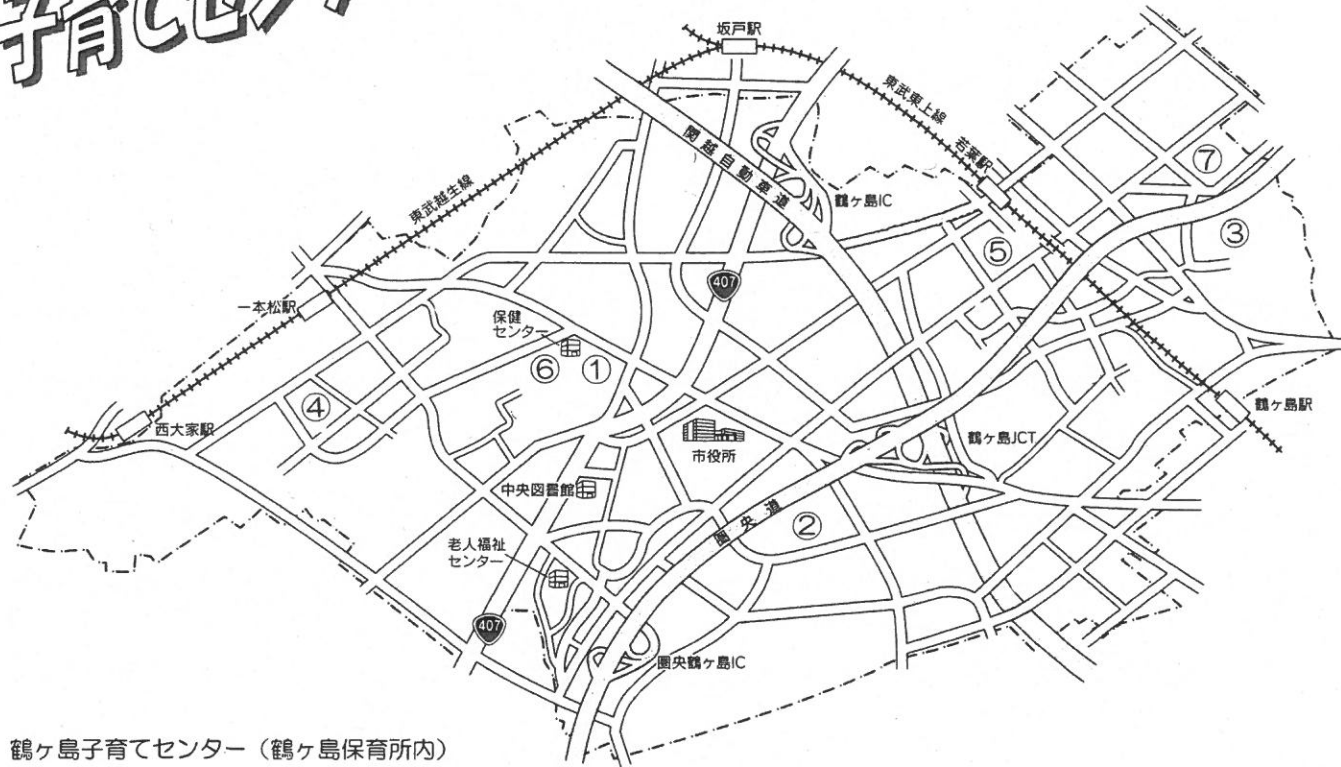 子育てセン
坂戸駅
東武東上線
若葉駅
関越自動車道
⑦
鶴ヶ島IC
東武越生線
③
⑤
407
一本松駅
保健
センター
⑥
①
④
西大家駅
鶴ヶ島駅
市役所
鶴ヶ島JCT
中央図書館
圏央道
②
老人福祉
センター
407
圏央鶴ヶ島IC
鶴ヶ島子育てセンター（鶴ヶ島保育所内）